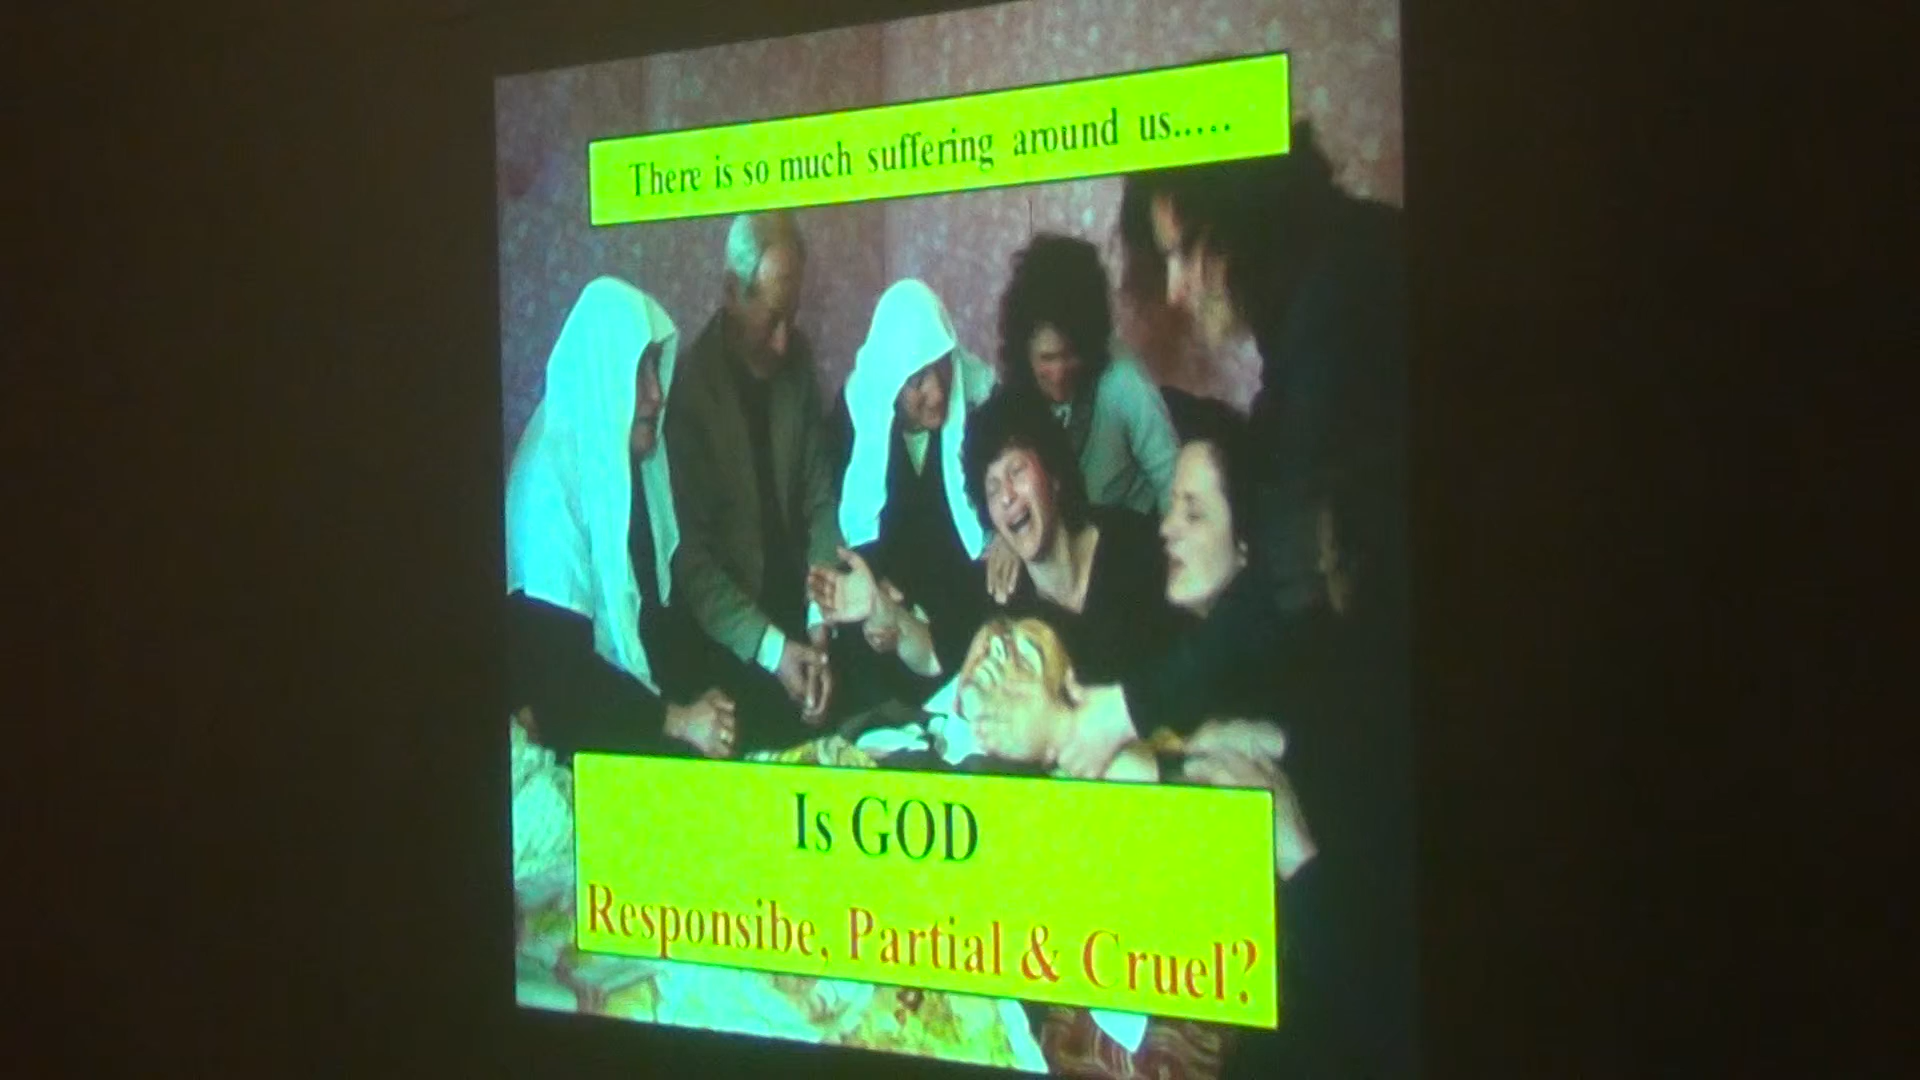 There is so much suffering around us.....
Is GOD
Responsibe, Partial & Cruel?